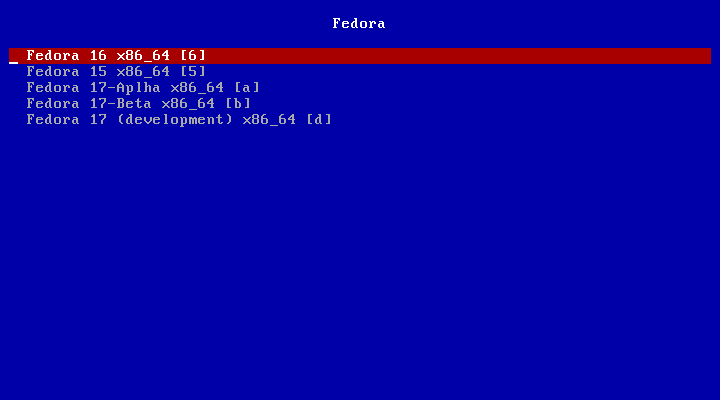 Fedora
Fedora 16 x86_64 [6]
Fedora 15 x86_64 [5]
Fedora 17-Aplha x86_64 [a]
Fedora 17-Beta x86_64 [b]
Fedora 17 (development) x86_64 [d]